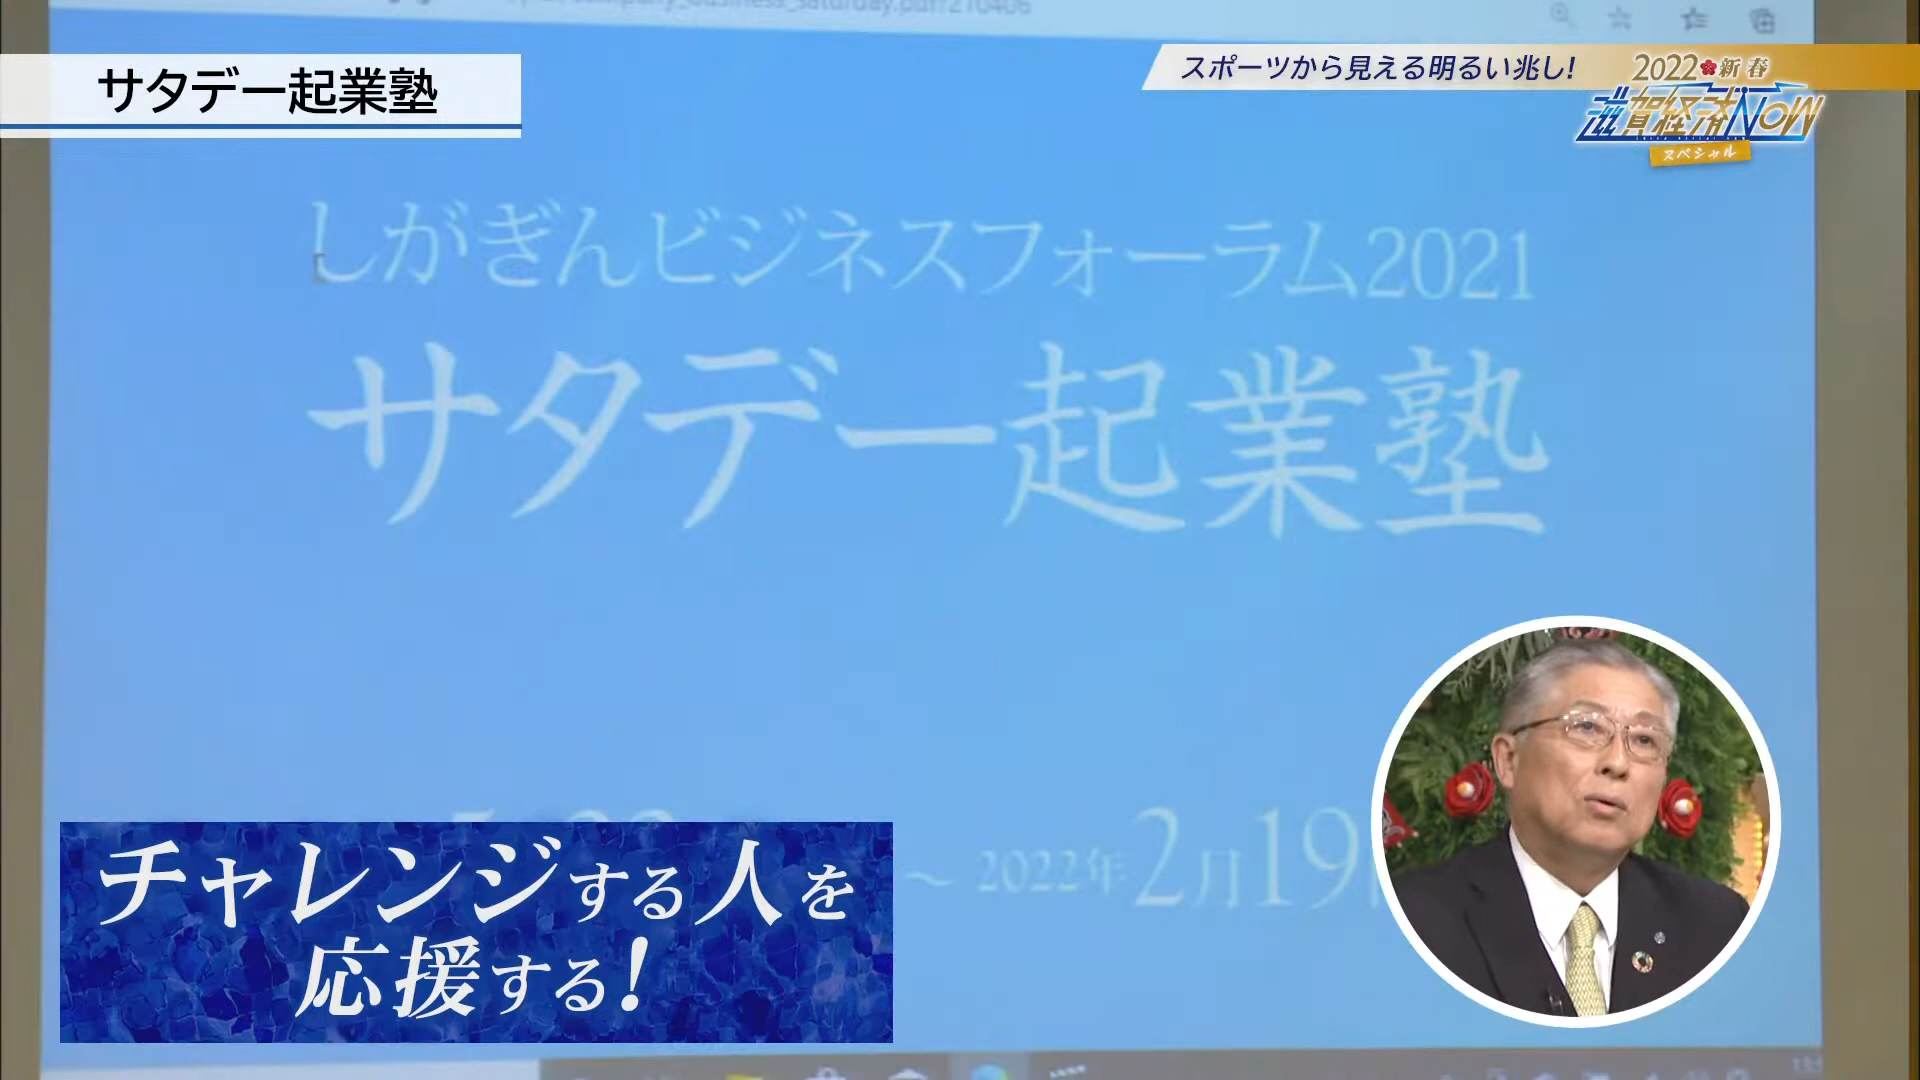 サタデー起業塾
スポーツから見える明るい兆し!
2022新春
滋賀経済NOW
スペシャル
しがぎんビジネスフォーラム2021
サタデー起業塾
～2022年2月19
チャレンジする人を
応援する!